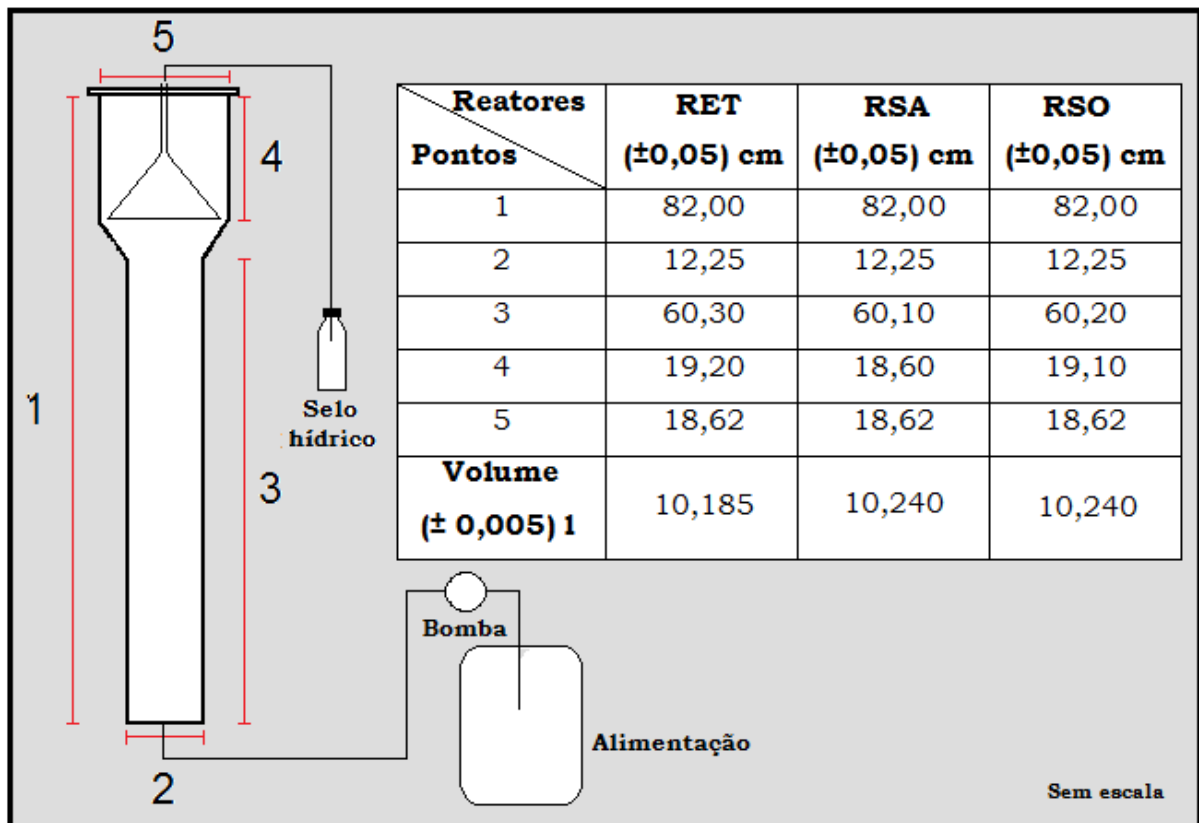 5
4
1
3
2
Selo
hídrico
Bomba
Alimentação
Sem escala
Reatores RET RSA RSO
Pontos (±0,05) cm (±0,05) cm (±0,05) cm
1 82,00 82,00 82,00
2 12,25 12,25 12,25
3 60,30 60,10 60,20
4 19,20 18,60 19,10
5 18,62 18,62 18,62
Volume
(± 0,005) l 10,185 10,240 10,240